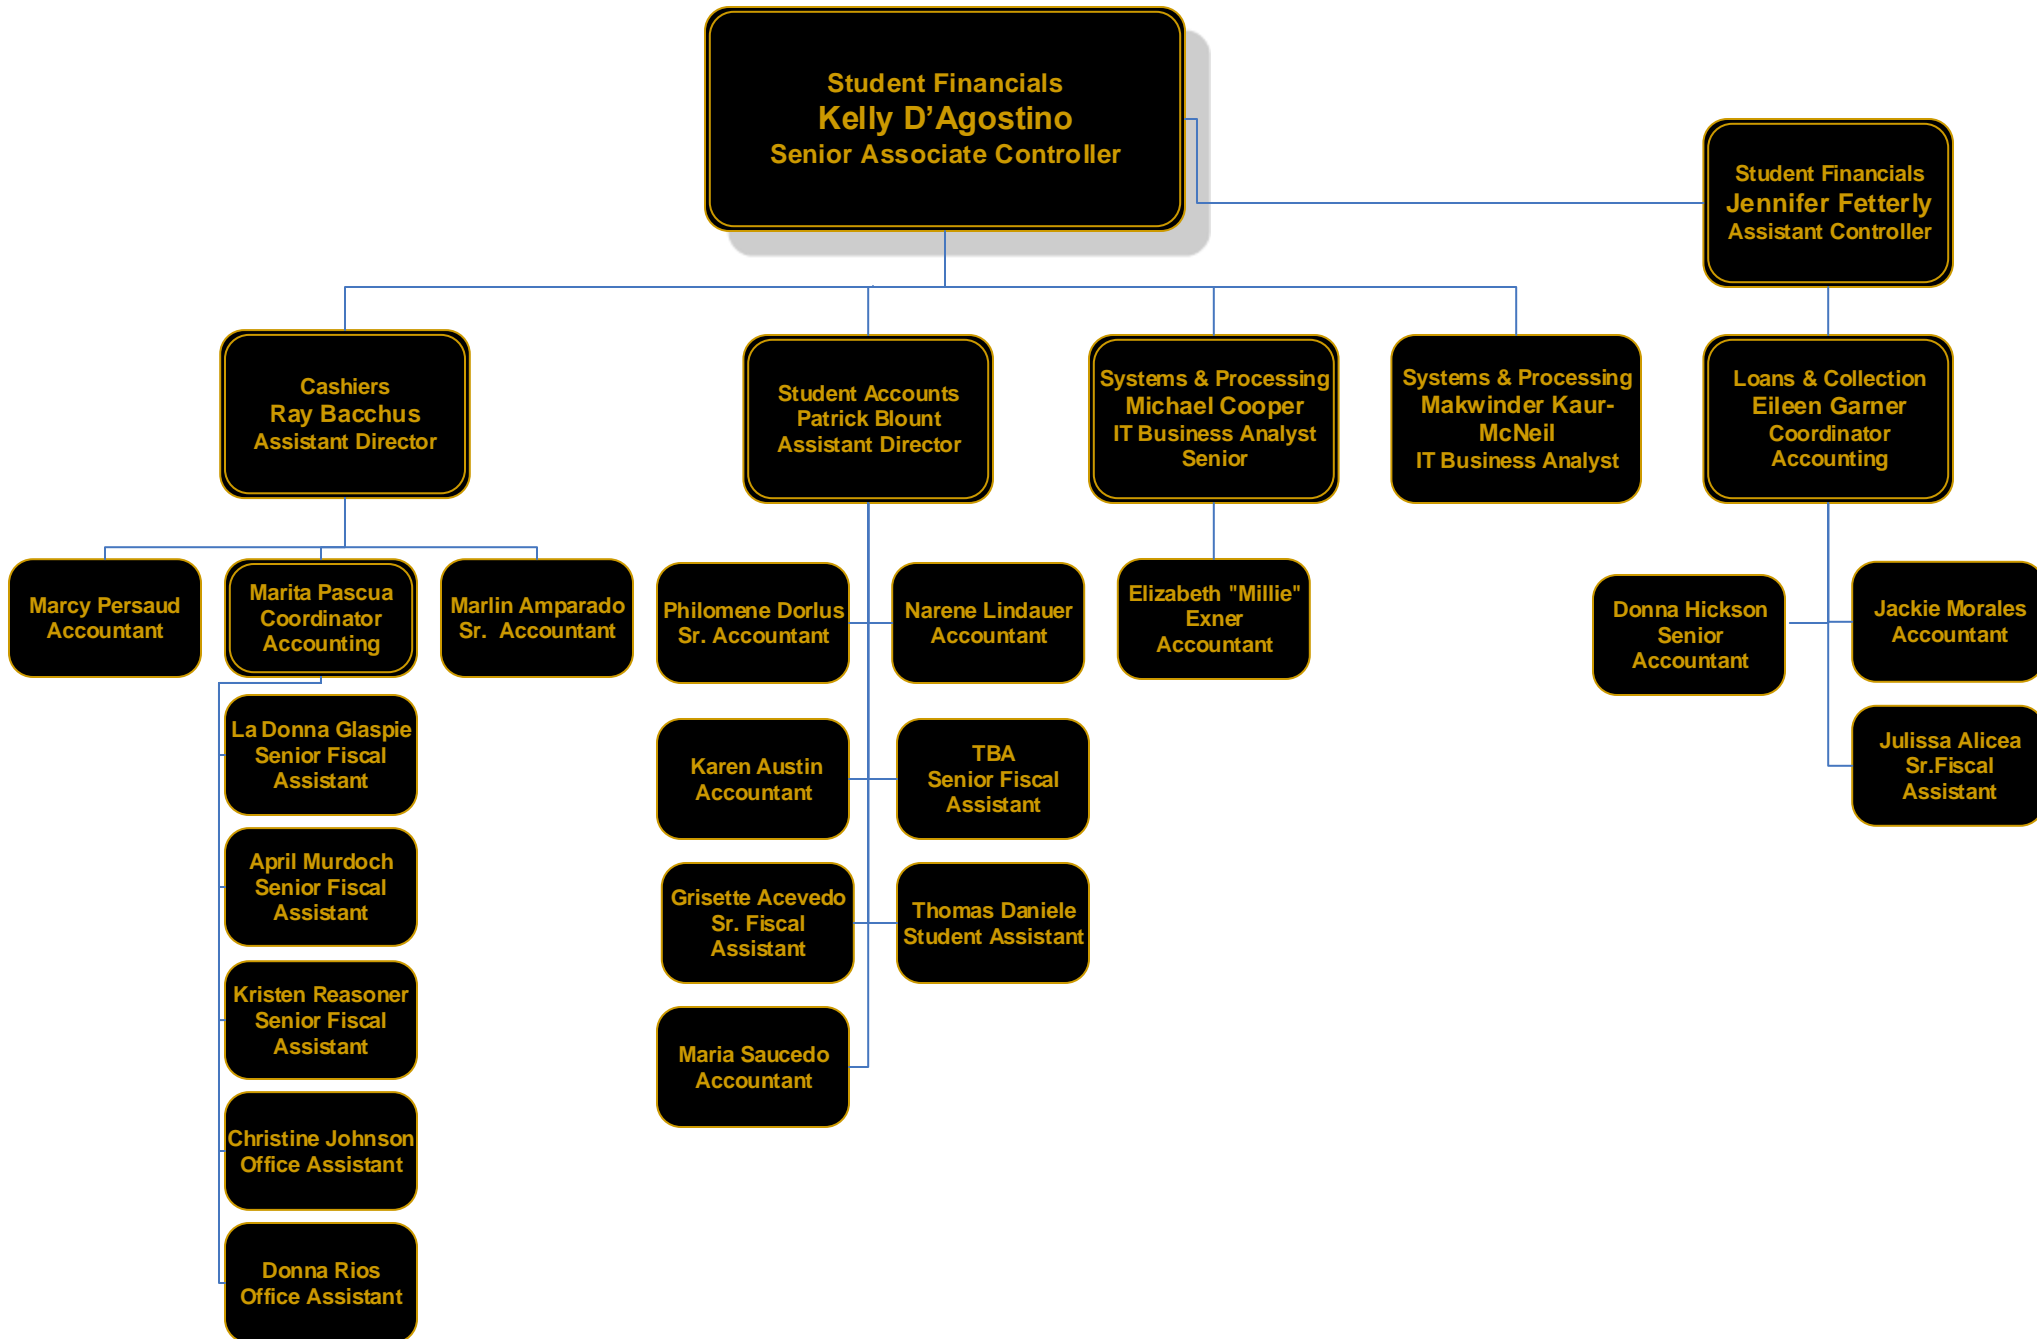 Student Financials
Kelly D’Agostino
Senior Associate Controller
Student Financials
Jennifer Fetterly
Assistant Controller
Cashiers
Ray Bacchus
Assistant Director
Student Accounts
Patrick Blount
Assistant Director
Systems & Processing
Michael Cooper
IT Business Analyst
Senior
Systems & Processing
Makwinder Kaur-
McNeil
IT Business Analyst
Loans & Collection
Eileen Garner
Coordinator
Accounting
Marcy Persaud
Accountant
Marita Pascua
Coordinator
Accounting
Marlin Amparado
Sr. Accountant
Philomene Dorlus
Sr. Accountant
Narene Lindauer
Accountant
Elizabeth "Millie"
Exner
Accountant
Donna Hickson
Senior
Accountant
Jackie Morales
Accountant
La Donna Glaspie
Senior Fiscal
Assistant
Karen Austin
Accountant
TBA
Senior Fiscal
Assistant
Julissa Alicea
Sr.Fiscal
Assistant
April Murdoch
Senior Fiscal
Assistant
Grisette Acevedo
Sr. Fiscal
Assistant
Thomas Daniele
Student Assistant
Kristen Reasoner
Senior Fiscal
Assistant
Maria Saucedo
Accountant
Christine Johnson
Office Assistant
Donna Rios
Office Assistant